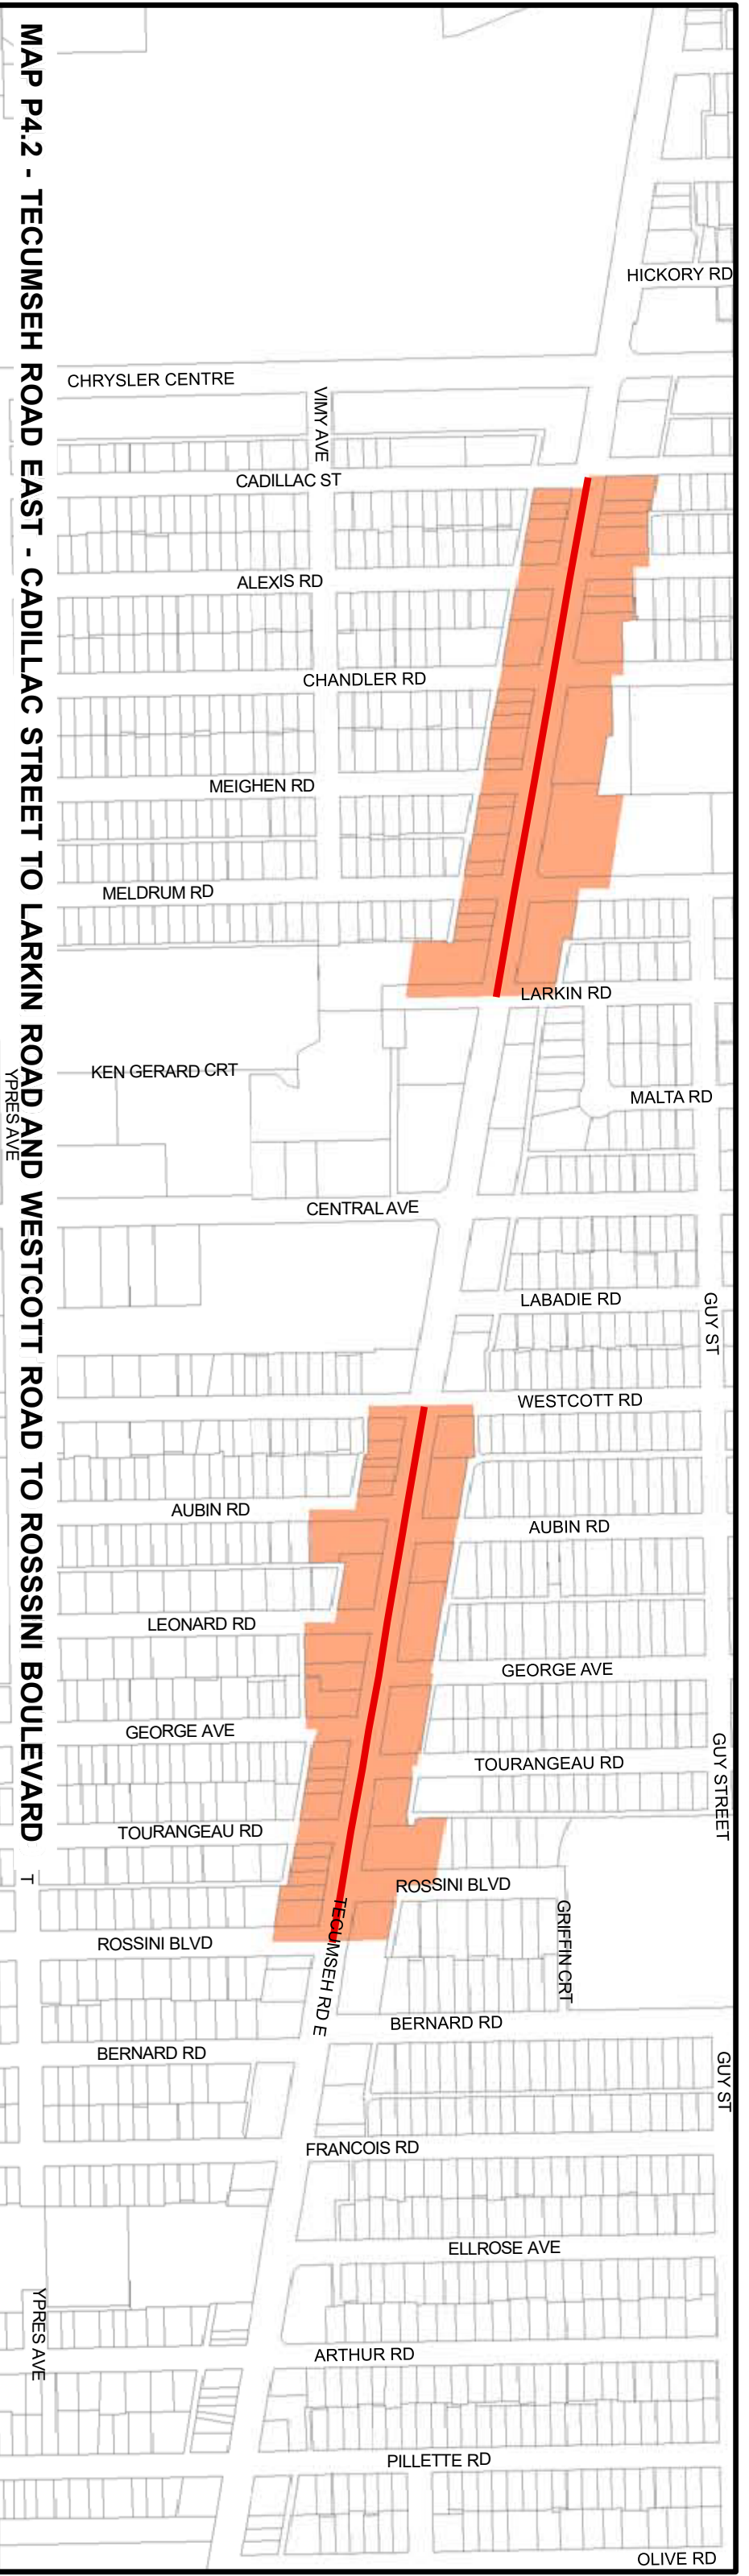 MAP P4.2 - TECUMSEH ROAD EAST - CADILLAC STREET TO LARKIN ROAD AND WESTCOTT ROAD TO ROSSSINI BOULEVARD
HICKORY RD
CHRYSLER CENTRE
VIMY AVE
CADILLAC ST
ALEXIS RD
CHANDLER RD
MEIGHEN RD
MELDRUM RD
LARKIN RD
KEN GERARD CRT
YPRES AVE
MALTA RD
CENTRAL AVE
LABADIE RD
GUY ST
WESTCOTT RD
AUBIN RD
AUBIN RD
LEONARD RD
GEORGE AVE
GEORGE AVE
TOURANGEAU RD
GUY STREET
TOURANGEAU RD
T
ROSSINI BLVD
GRIFFIN CRT
ROSSINI BLVD
TECUMSEH RD E
BERNARD RD
BERNARD RD
GUY ST
FRANCOIS RD
ELLROSE AVE
YPRES AVE
ARTHUR RD
PILLETTE RD
OLIVE RD